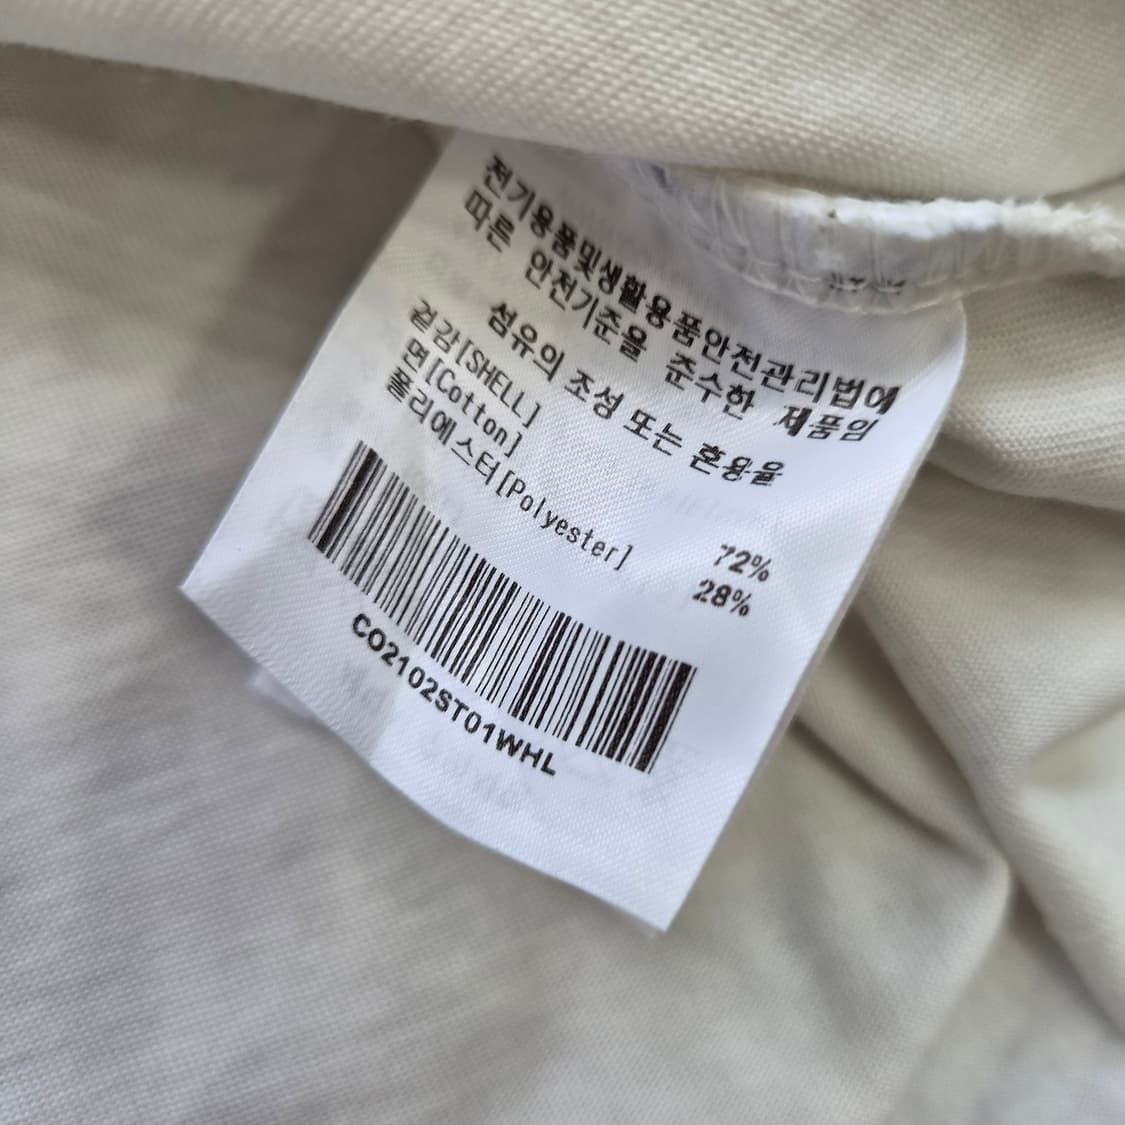 전기용품및생활용품안전관리법에
따른 안전기준을 준수한 제품임
섬유의 조성 또는 혼용율
겉감[SHELL]
면[Cotton] 72%
폴리에스터[Polyester] 28%
CO2102ST01WHL